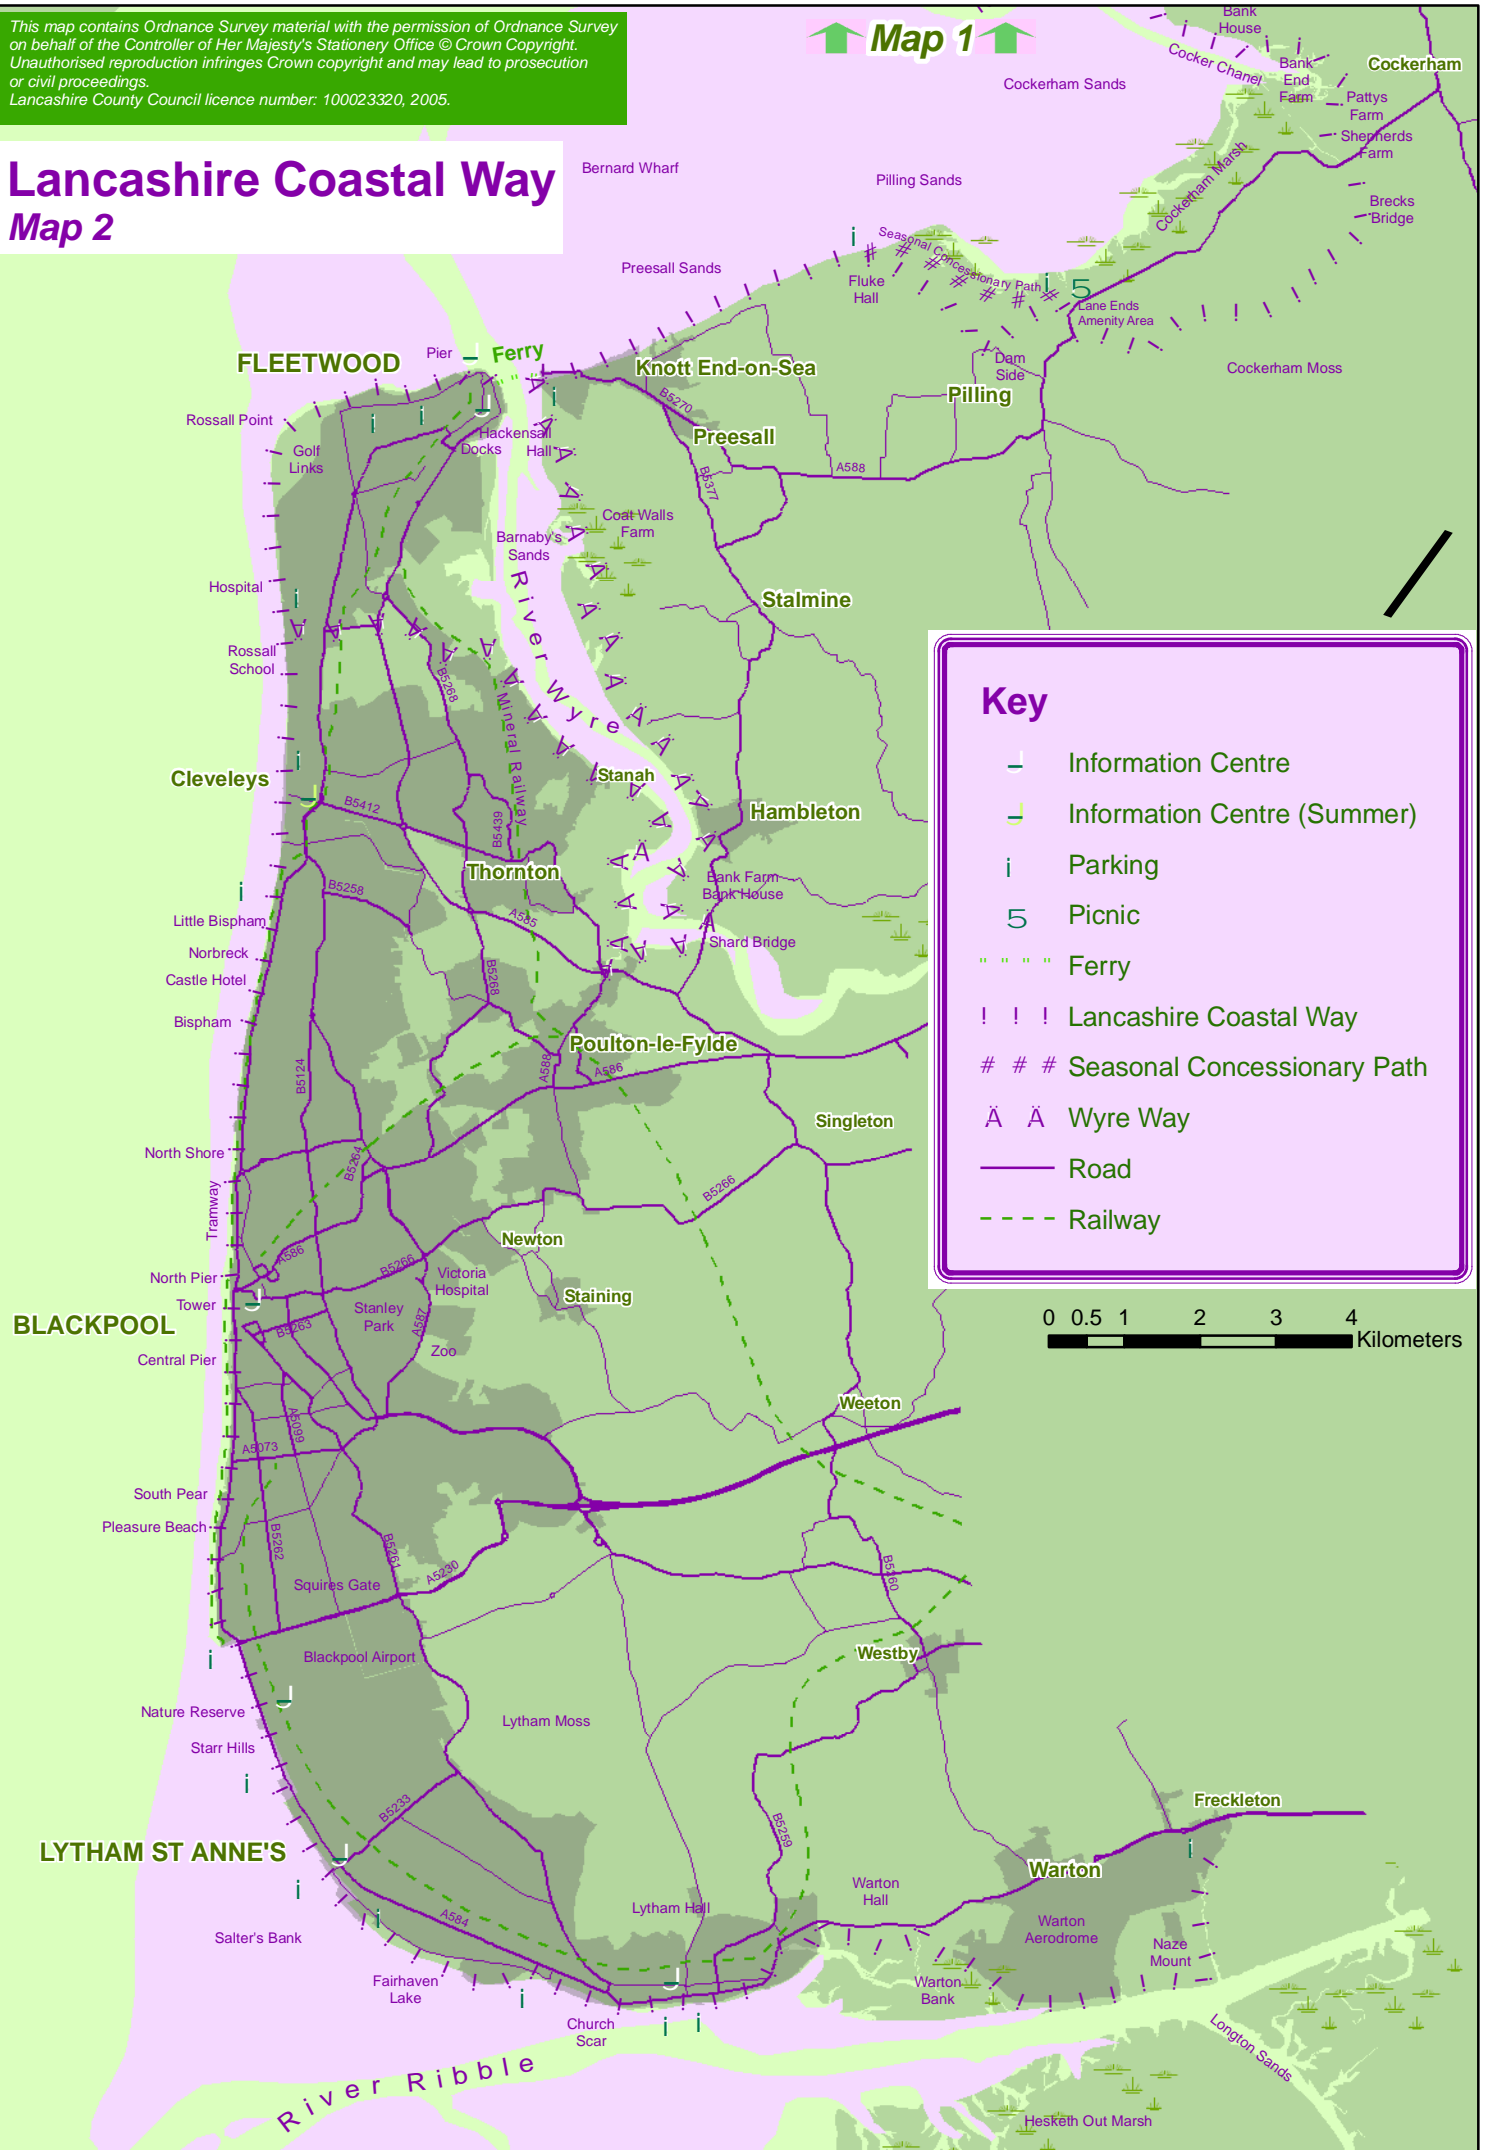 This map contains Ordnance Survey material with the permission of Ordnance Survey
on behalf of the Controller of Her Majesty's Stationery Office © Crown Copyright.
Unauthorised reproduction infringes Crown copyright and may lead to prosecution
or civil proceedings.
Lancashire County Council licence number: 100023320, 2005.
Map 1
Lancashire Coastal Way
Map 2
Bank
House
Cocker Chanel
Bank
End
Farm
Cockerham
Pattys
Farm
Shepherds
Farm
Cockerham Sands
Bernard Wharf
Pilling Sands
Cockerham Marsh
Brecks
Bridge
Preesall Sands
Seasonal Concessionary Path
Fluke
Hall
Lane Ends
Amenity Area
Dam
Side
Cockerham Moss
FLEETWOOD
Pier
Ferry
Knott End-on-Sea
B5270
Pilling
Rossall Point
Golf
Links
Docks
Hackensall
Hall
Preesall
A588
B5377
Coat Walls
Farm
Barnaby's
Sands
River Wyre
Hospital
Stalmine
Rossall
School
B5268
Mineral Railway
Cleveleys
Stanah
B5412
B5439
Hambleton
Thornton
Bank Farm
Bank House
B5258
A585
Little Bispham
Norbreck
Castle Hotel
Bispham
Shard Bridge
B5268
Poulton-le-Fylde
A588
A586
B5124
Singleton
North Shore
B5264
Tramway
B5266
Newton
A586
B5266
North Pier
Tower
Victoria
Hospital
Staining
BLACKPOOL
Stanley
Park
B5263
A587
Zoo
Central Pier
Weeton
A5099
A5073
South Pear
Pleasure Beach
B5262
B5261
Squires Gate
A5230
B5260
Blackpool Airport
Westby
Nature Reserve
Starr Hills
Lytham Moss
B5233
B5259
Freckleton
LYTHAM ST ANNE'S
Warton
Warton
Hall
Lytham Hall
A584
Salter's Bank
Warton
Aerodrome
Naze
Mount
Fairhaven
Lake
Warton
Bank
Church
Scar
Longton Sands
River Ribble
Hesketh Out Marsh
Key
Information Centre
Information Centre (Summer)
Parking
Picnic
Ferry
Lancashire Coastal Way
Seasonal Concessionary Path
Wyre Way
Road
Railway
0 0.5 1 2 3 4
Kilometers